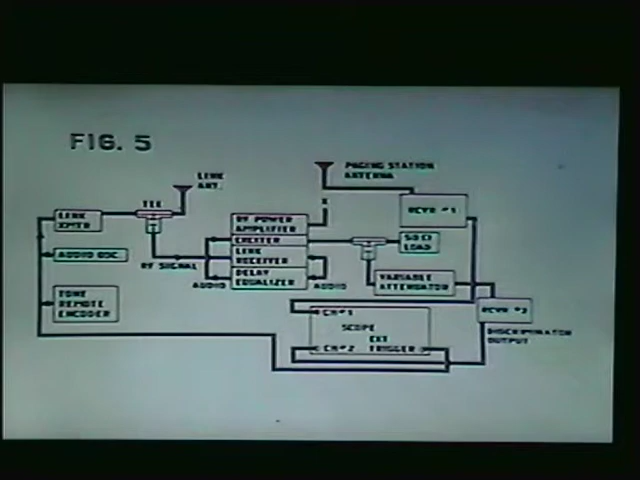 FIG. 5
LINK
ANT.
PAGING STATION
ANTENNA
TEE
LINK
XMTR
RF POWER
AMPLIFIER
RCVR #1
EXCITER
LOAD
AUDIO OSC.
LINK
RECEIVER
RF SIGNAL
DELAY
EQUALIZER
VARIABLE
ATTENUATOR
AUDIO
AUDIO
TONE
REMOTE
ENCODER
CH#1
RCVR #2
SCOPE
DISCRIMINATOR
OUTPUT
EXT
CH#2 TRIGGER